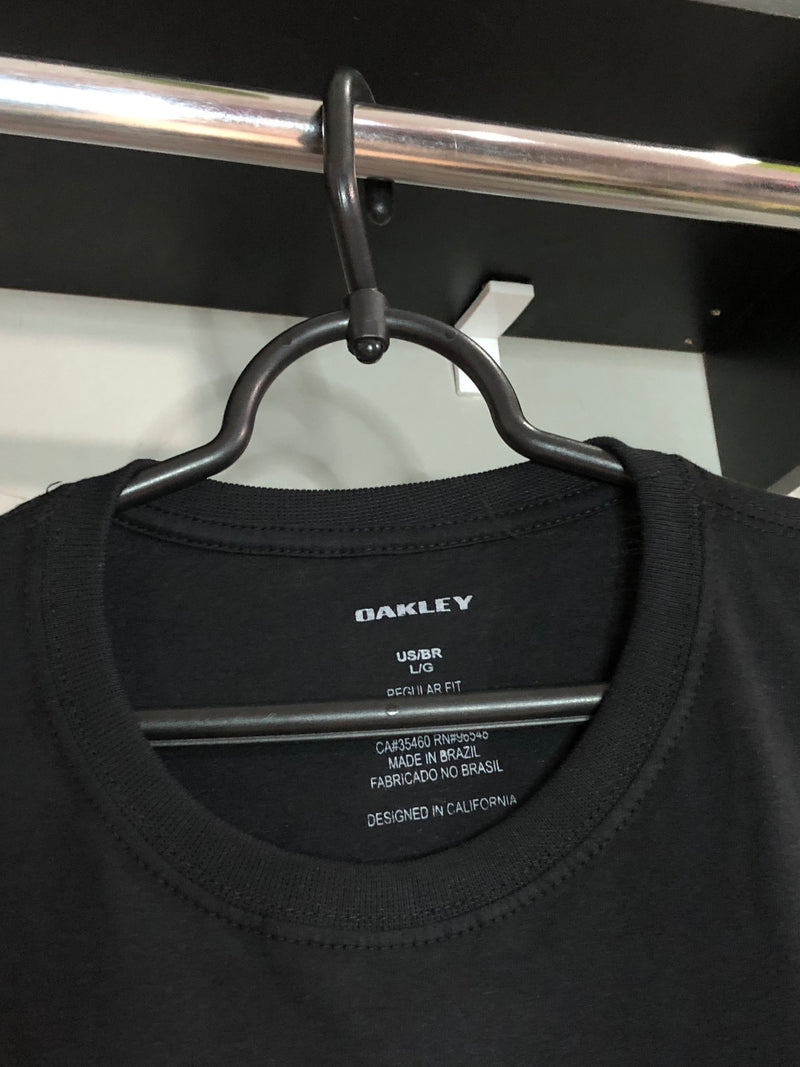 OAKLEY
US/BR
L/G
REGULAR FIT
CA#35460 RN#96548
MADE IN BRAZIL
FABRICADO NO BRASIL
DESIGNED IN CALIFORNIA